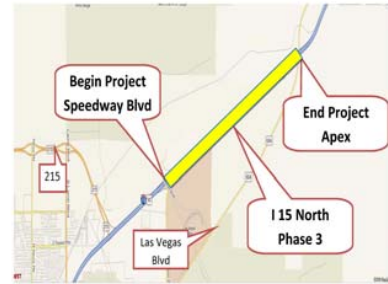 Begin Project
Speedway Blvd
End Project
Apex
215
I 15 North
Phase 3
Las Vegas
Blvd